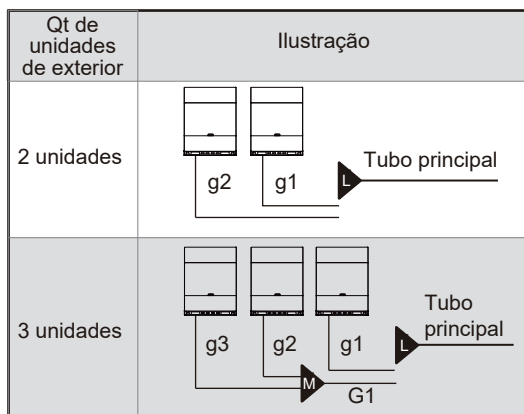 Qt de
unidades
de exterior
Ilustração
2 unidades
g2
g1
L
Tubo principal
3 unidades
g3
g2
g1
M
G1
L
Tubo
principal